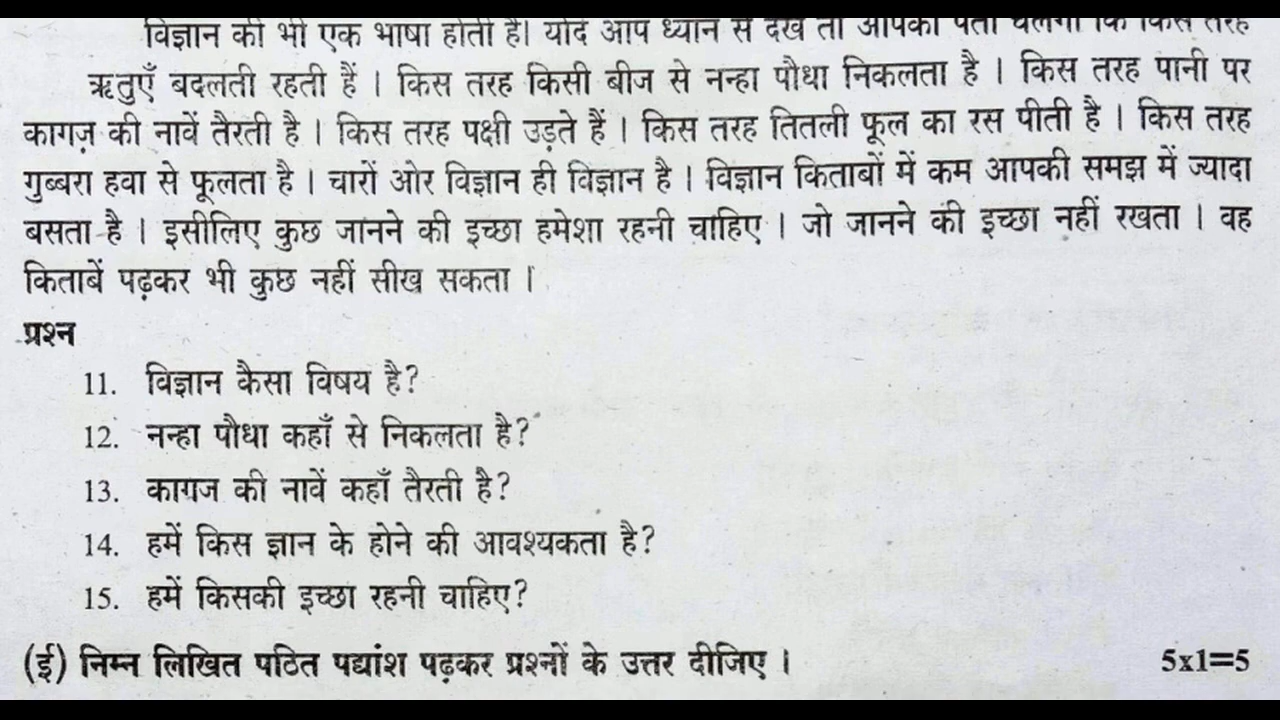 विज्ञान की भी एक भाषा होती है। यदि आप ध्यान से देखें तो आपको पता चलेगा कि किस तरह
ऋतुएँ बदलती रहती हैं । किस तरह किसी बीज से नन्हा पौधा निकलता है । किस तरह पानी पर
कागज़ की नावें तैरती है । किस तरह पक्षी उड़ते हैं । किस तरह तितली फूल का रस पीती है । किस तरह
गुब्बरा हवा से फूलता है । चारों ओर विज्ञान ही विज्ञान है । विज्ञान किताबों में कम आपकी समझ में ज्यादा
बसता है । इसीलिए कुछ जानने की इच्छा हमेशा रहनी चाहिए । जो जानने की इच्छा नहीं रखता । वह
किताबें पढ़कर भी कुछ नहीं सीख सकता ।
प्रश्न
11. विज्ञान कैसा विषय है?
12. नन्हा पौधा कहाँ से निकलता है?
13. कागज की नावें कहाँ तैरती है?
14. हमें किस ज्ञान के होने की आवश्यकता है?
15. हमें किसकी इच्छा रहनी चाहिए?
(ई) निम्न लिखित पठित पद्यांश पढ़कर प्रश्नों के उत्तर दीजिए । 5x1=5